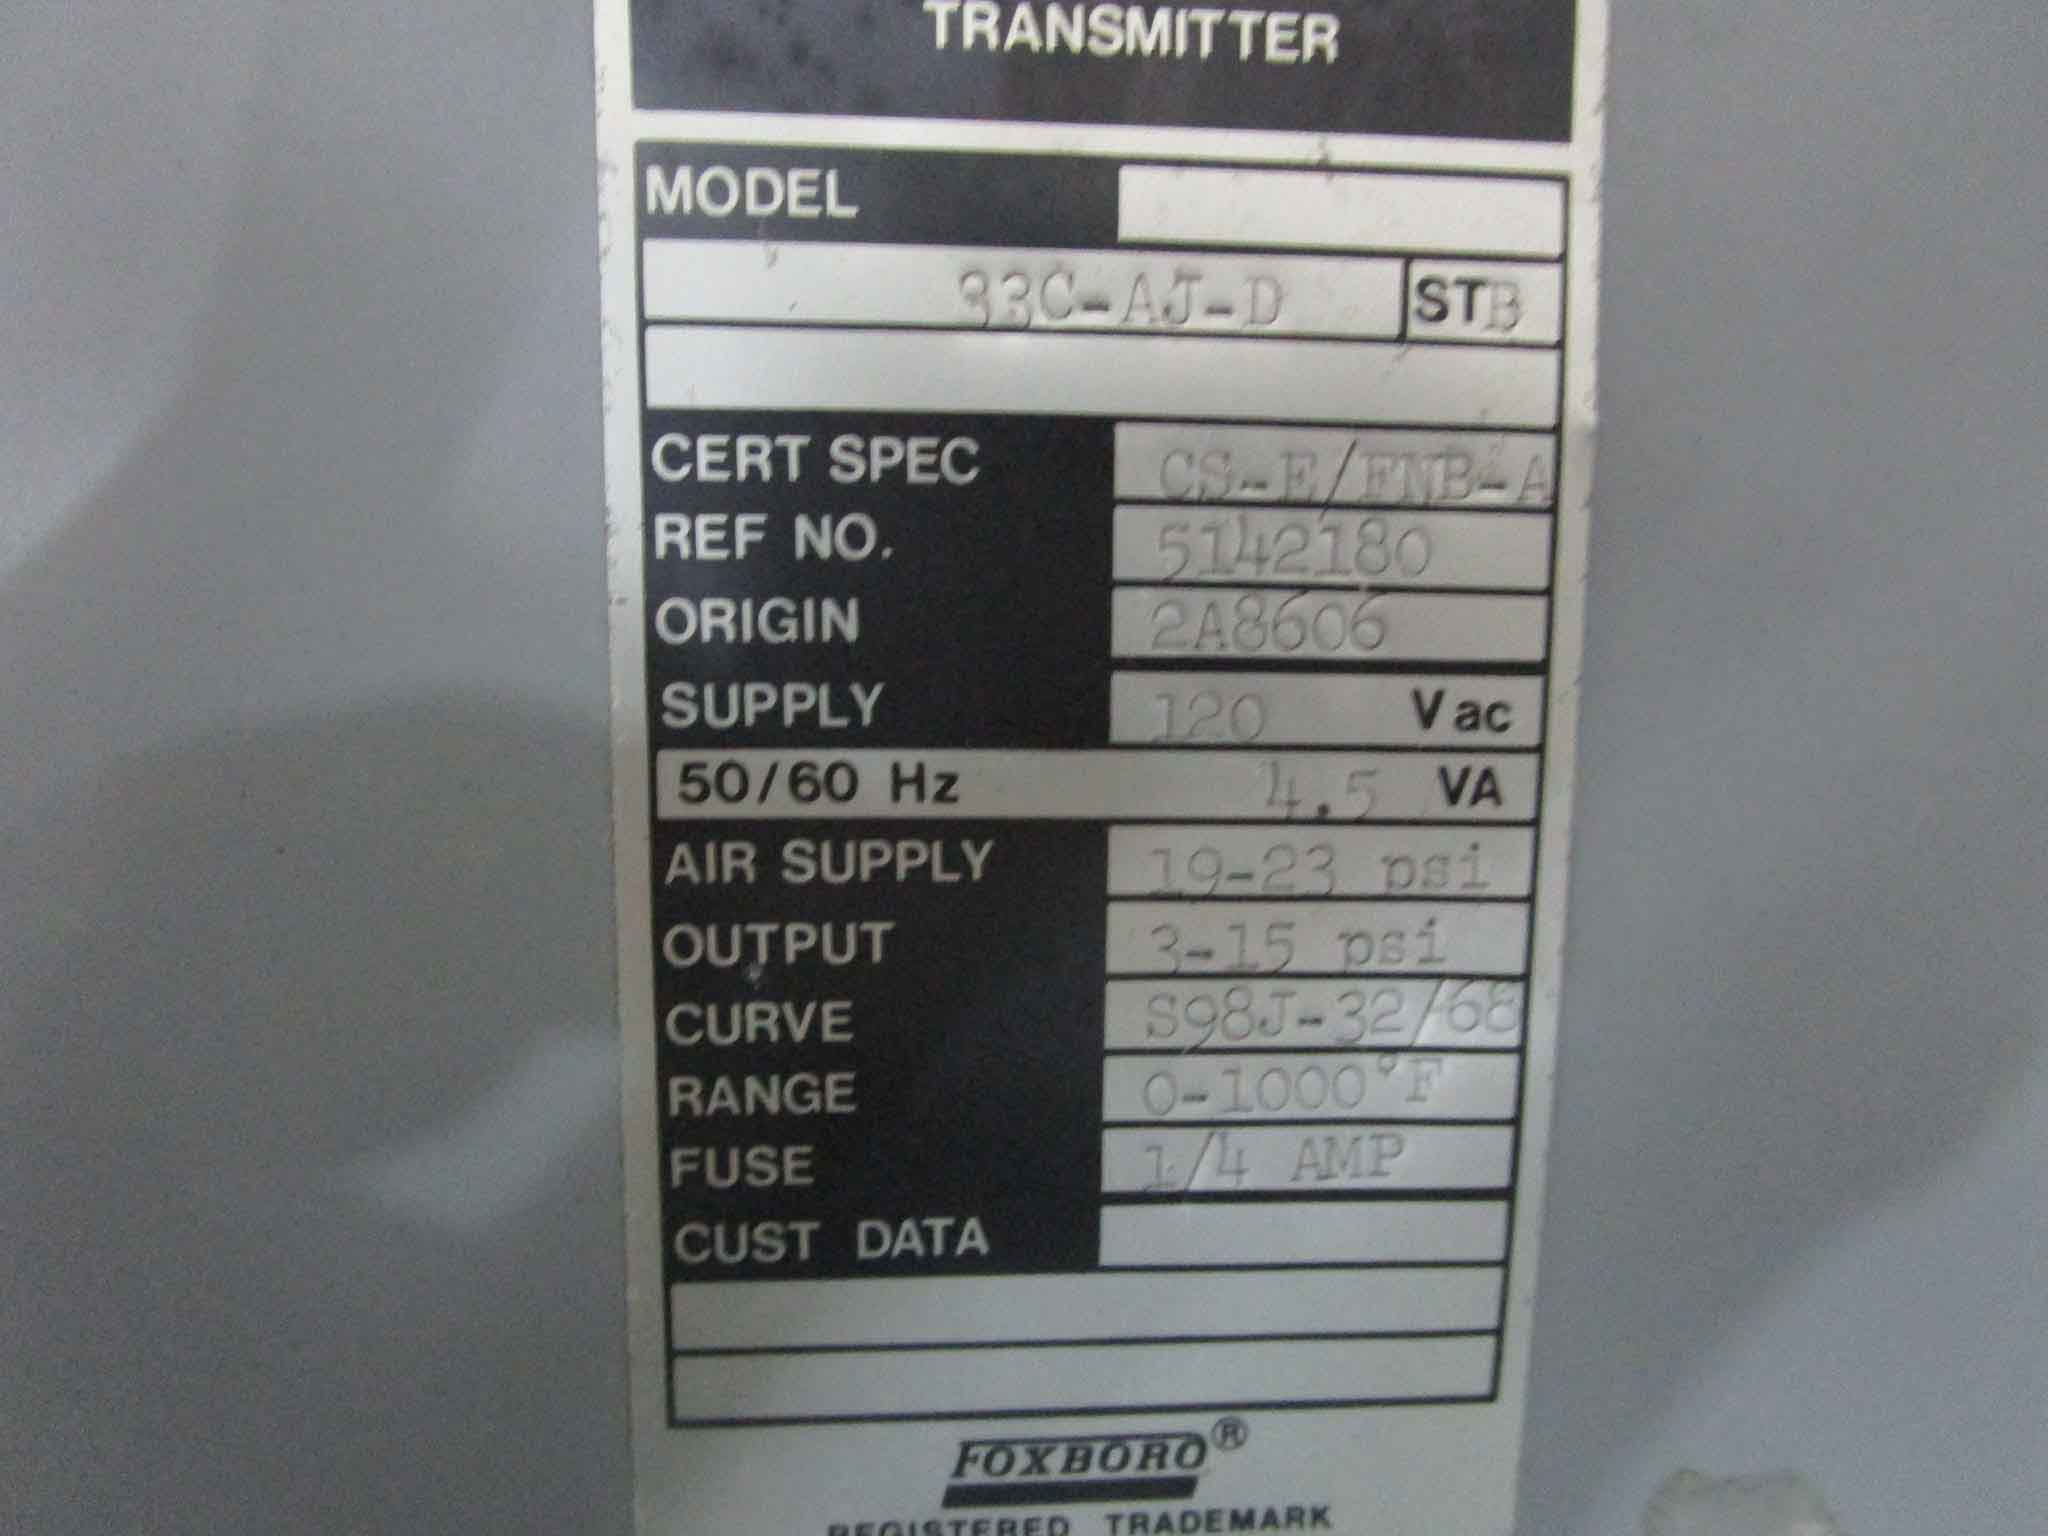 TRANSMITTER
MODEL
33C-AJ-D STB
CERT SPEC CS-E/FNB-A
REF NO. 5142180
ORIGIN 2A8606
SUPPLY 120 Vac
50/60 Hz 4.5 VA
AIR SUPPLY 19-23 psi
OUTPUT 3-15 psi
CURVE S98J-32/68
RANGE 0-1000°F
FUSE 1/4 AMP
CUST DATA
FOXBORO®
REGISTERED TRADEMARK